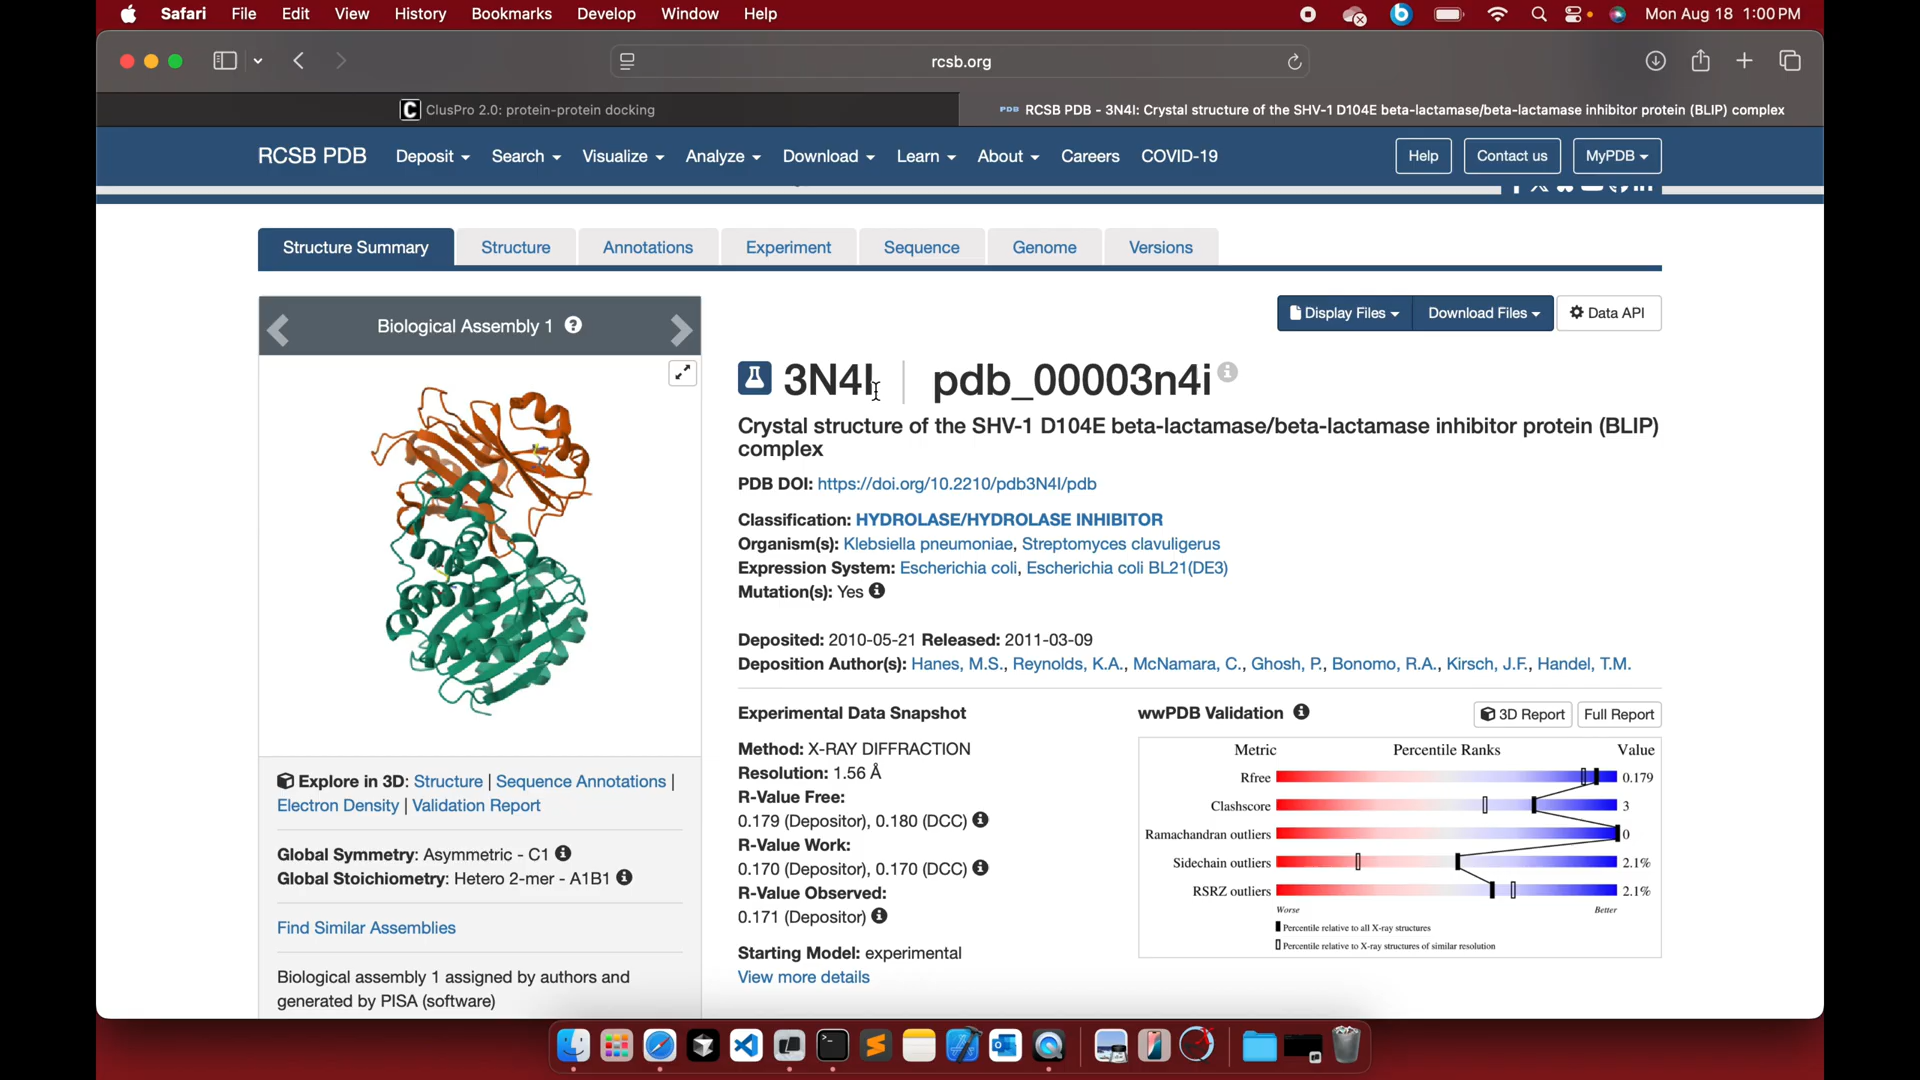 Safari File Edit View History Bookmarks Develop Window Help Mon Aug 18 1:00 PM
rcsb.org
ClusPro 2.0: protein-protein docking
PDB RCSB PDB - 3N4I: Crystal structure of the SHV-1 D104E beta-lactamase/beta-lactamase inhibitor protein (BLIP) complex
RCSB PDB Deposit Search Visualize Analyze Download Learn About Careers COVID-19 Help Contact us MyPDB
Structure Summary Structure Annotations Experiment Sequence Genome Versions
Biological Assembly 1
Display Files Download Files Data API
3N4I pdb_00003n4i
Crystal structure of the SHV-1 D104E beta-lactamase/beta-lactamase inhibitor protein (BLIP)
complex
PDB DOI: https://doi.org/10.2210/pdb3N4I/pdb
Classification: HYDROLASE/HYDROLASE INHIBITOR
Organism(s): Klebsiella pneumoniae, Streptomyces clavuligerus
Expression System: Escherichia coli, Escherichia coli BL21(DE3)
Mutation(s): Yes
Deposited: 2010-05-21 Released: 2011-03-09
Deposition Author(s): Hanes, M.S., Reynolds, K.A., McNamara, C., Ghosh, P., Bonomo, R.A., Kirsch, J.F., Handel, T.M.
Explore in 3D: Structure | Sequence Annotations |
Electron Density | Validation Report
Global Symmetry: Asymmetric - C1
Global Stoichiometry: Hetero 2-mer - A1B1
Find Similar Assemblies
Biological assembly 1 assigned by authors and
generated by PISA (software)
Experimental Data Snapshot
Method: X-RAY DIFFRACTION
Resolution: 1.56 Å
R-Value Free:
0.179 (Depositor), 0.180 (DCC)
R-Value Work:
0.170 (Depositor), 0.170 (DCC)
R-Value Observed:
0.171 (Depositor)
Starting Model: experimental
View more details
wwPDB Validation 3D Report Full Report
Metric Percentile Ranks Value
Rfree 0.179
Clashscore 3
Ramachandran outliers 0
Sidechain outliers 2.1%
RSRZ outliers 2.1%
Worse Better
Percentile relative to all X-ray structures
Percentile relative to X-ray structures of similar resolution